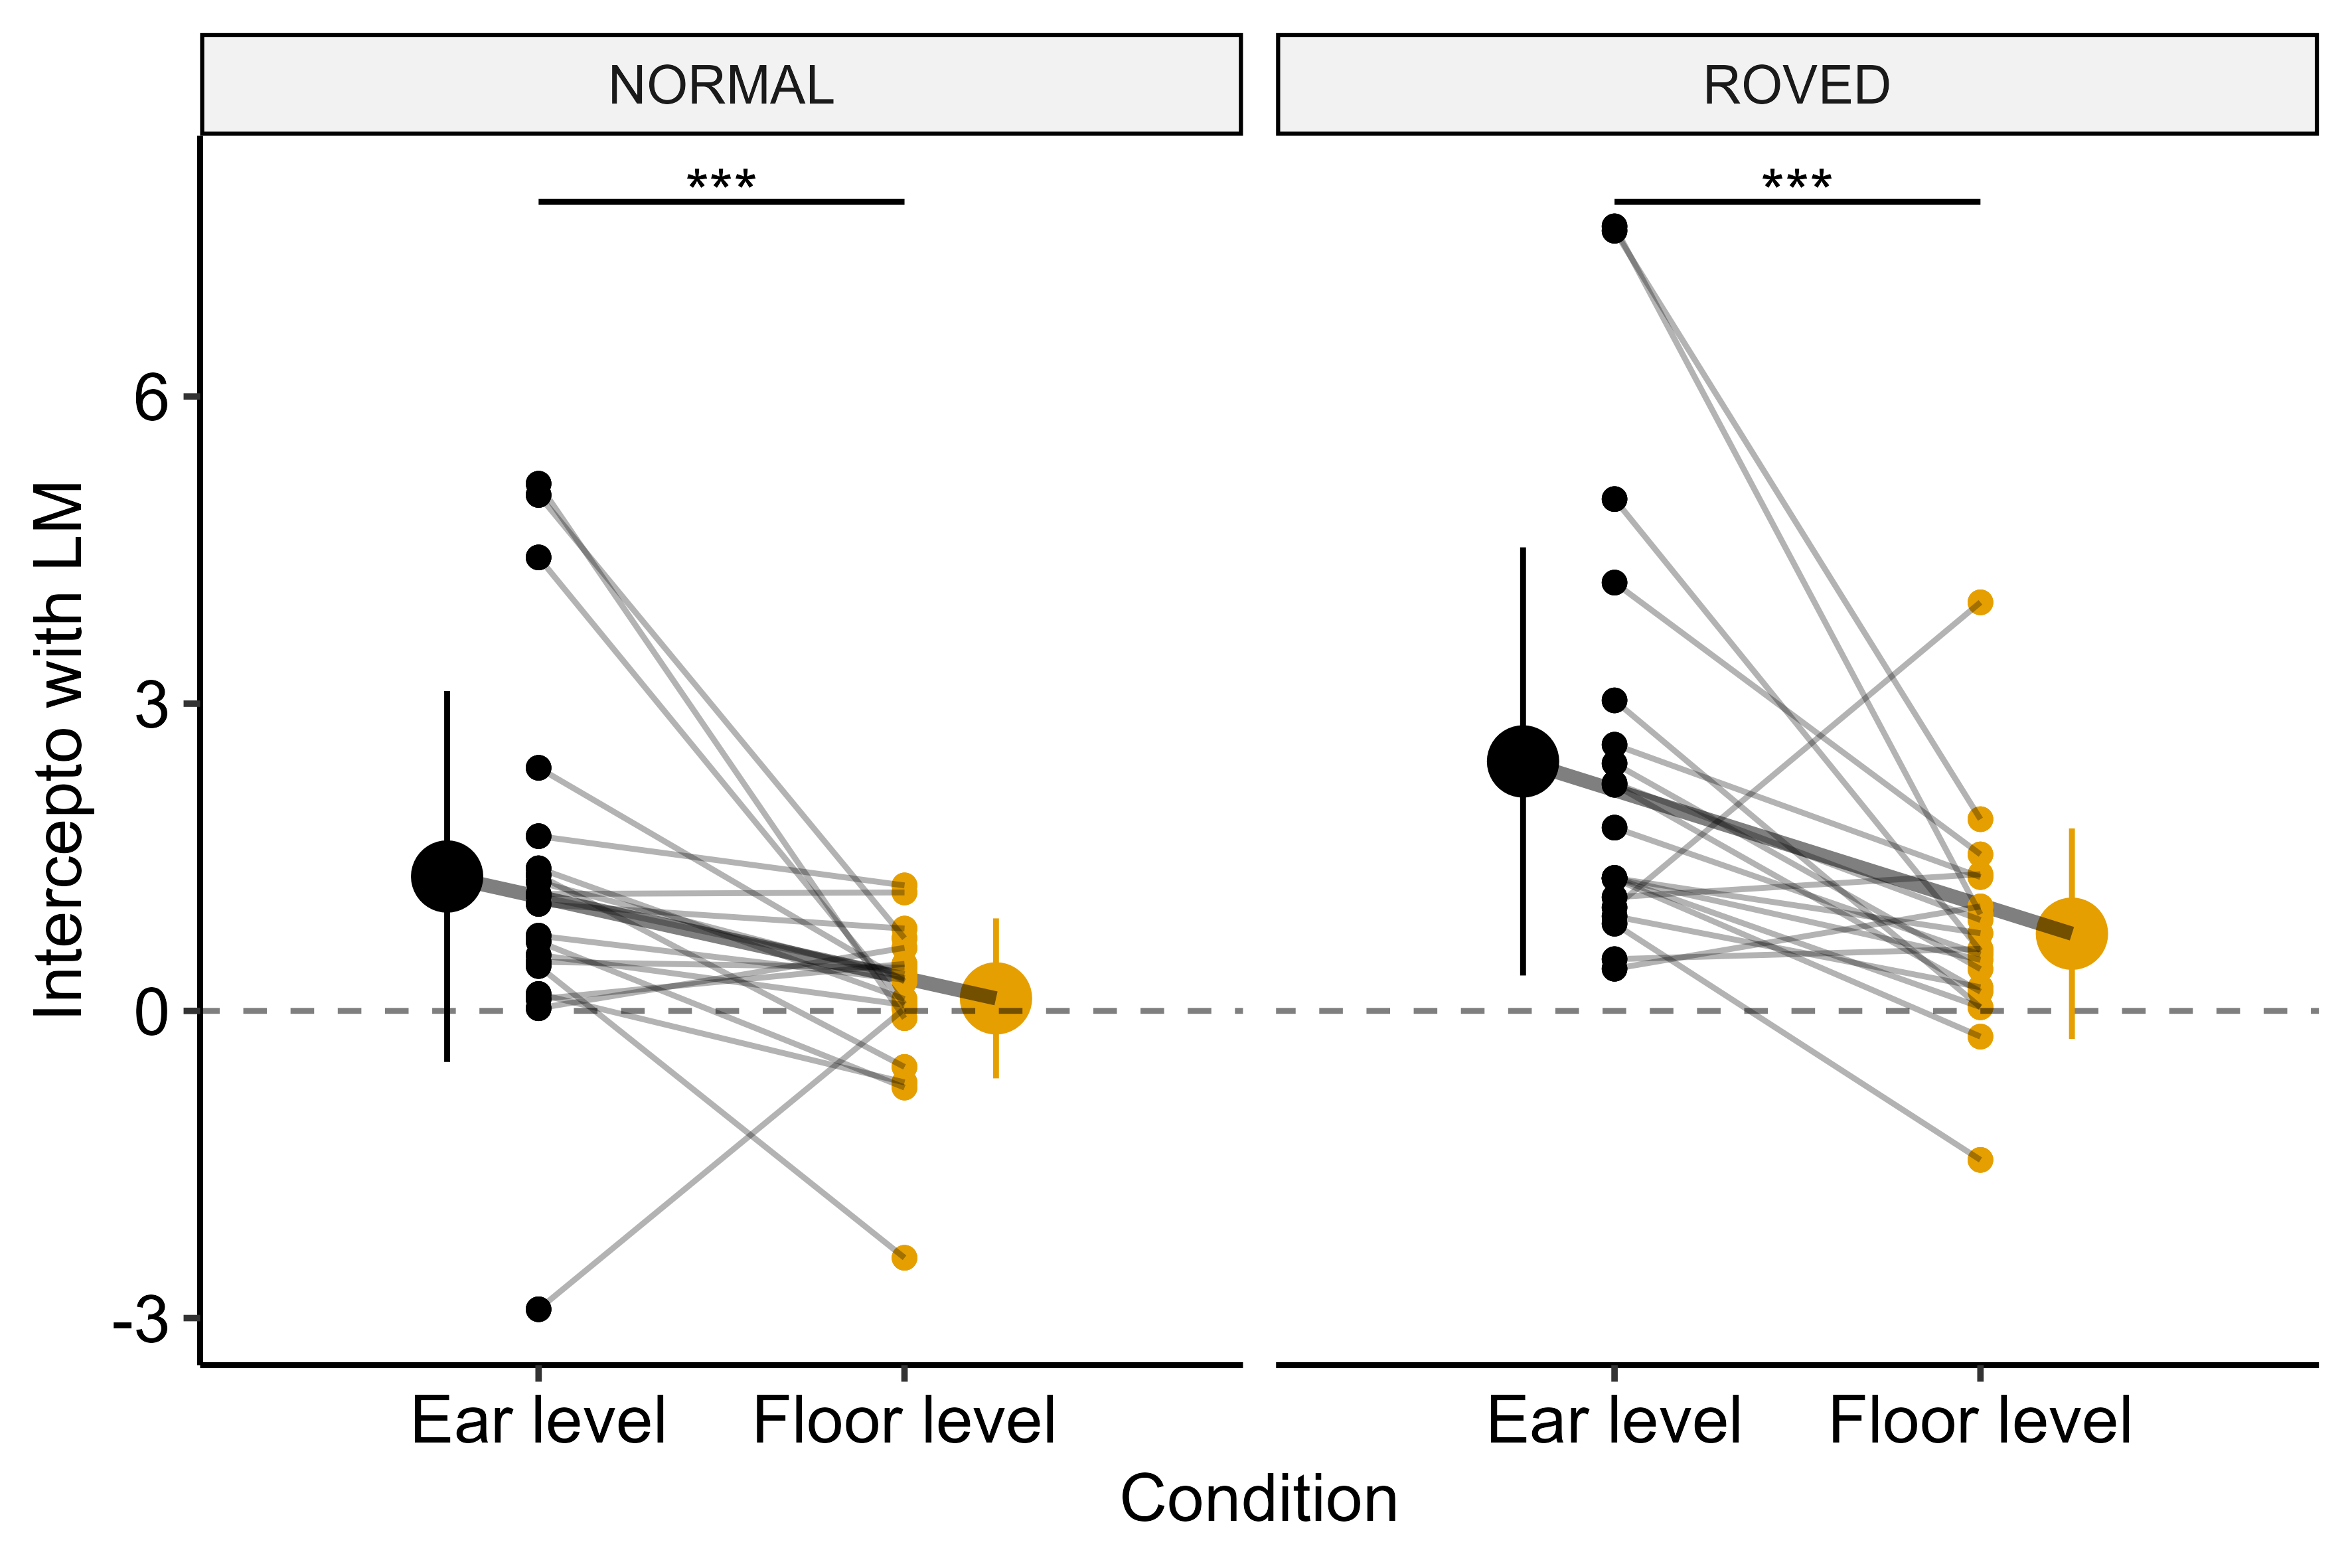 NORMAL
ROVED
***
***
Intercepto with LM
6
3
0
-3
Ear level
Floor level
Ear level
Floor level
Condition